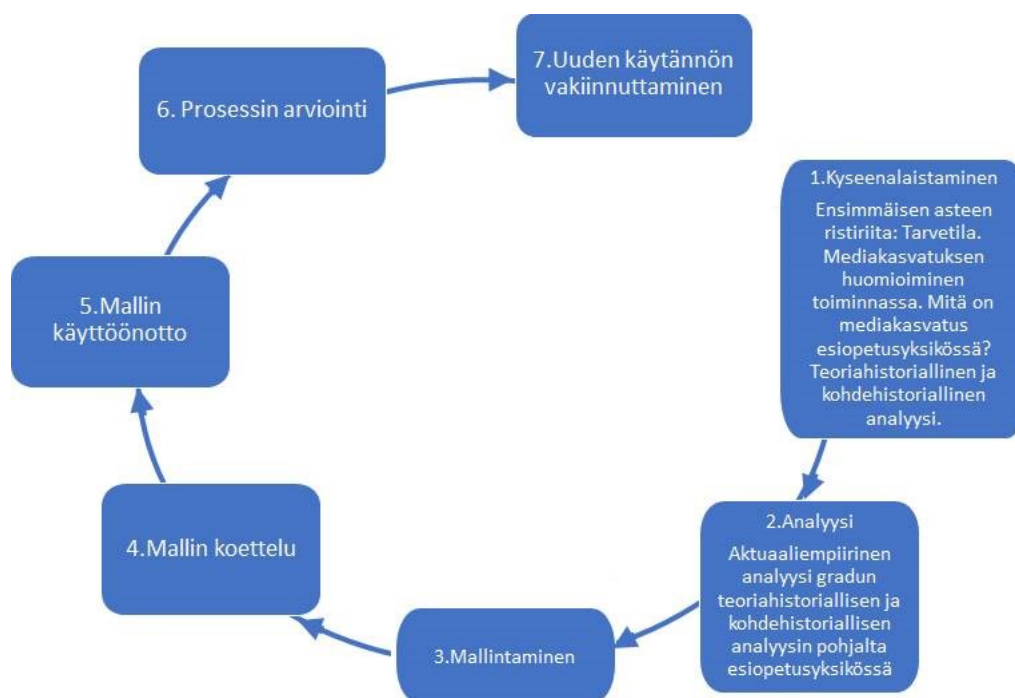 1.Kyseenalaistaminen
Ensimmäisen asteen
ristiriita: Tarvetila.
Mediakasvatuksen
huomioiminen
toiminnassa. Mitä on
mediakasvatus
esiopetusyksikössä?
Teoriahistoriallinen ja
kohdehistoriallinen
analyysi.
2.Analyysi
Aktuaaliempiirinen
analyysi gradun
teoriahistoriallisen ja
kohdehistoriallisen
analyysin pohjalta
esiopetusyksikössä
3.Mallintaminen
4.Mallin koettelu
5.Mallin
käyttöönotto
6. Prosessin arviointi
7.Uuden käytännön
vakiinnuttaminen